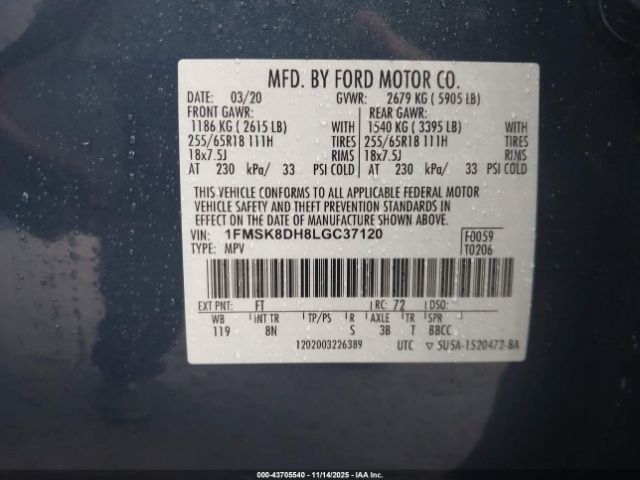 MFD. BY FORD MOTOR CO.
DATE: 03/20 GVWR: 2679 KG ( 5905 LB)
FRONT GAWR: REAR GAWR:
1186 KG ( 2615 LB) WITH 1540 KG ( 3395 LB) WITH
255/65R18 111H TIRES 255/65R18 111H TIRES
18x7.5J RIMS 18x7.5J RIMS
AT 230 kPa/ 33 PSI COLD AT 230 kPa/ 33 PSI COLD
THIS VEHICLE CONFORMS TO ALL APPLICABLE FEDERAL MOTOR
VEHICLE SAFETY AND THEFT PREVENTION STANDARDS IN
EFFECT ON THE DATE OF MANUFACTURE SHOWN ABOVE.
VIN: 1FMSK8DH8LGC37120 F0059
TYPE: MPV T0206
EXT PNT: FT RC: 72 DSO:
WB INT TR TP/PS R AXLE TR SPR
119 8N S 3B T BBCC
1202003226389 UTC ▽ 5U5A-1520472-BA
000-43705540 - 11/14/2025 - IAAI, Inc.